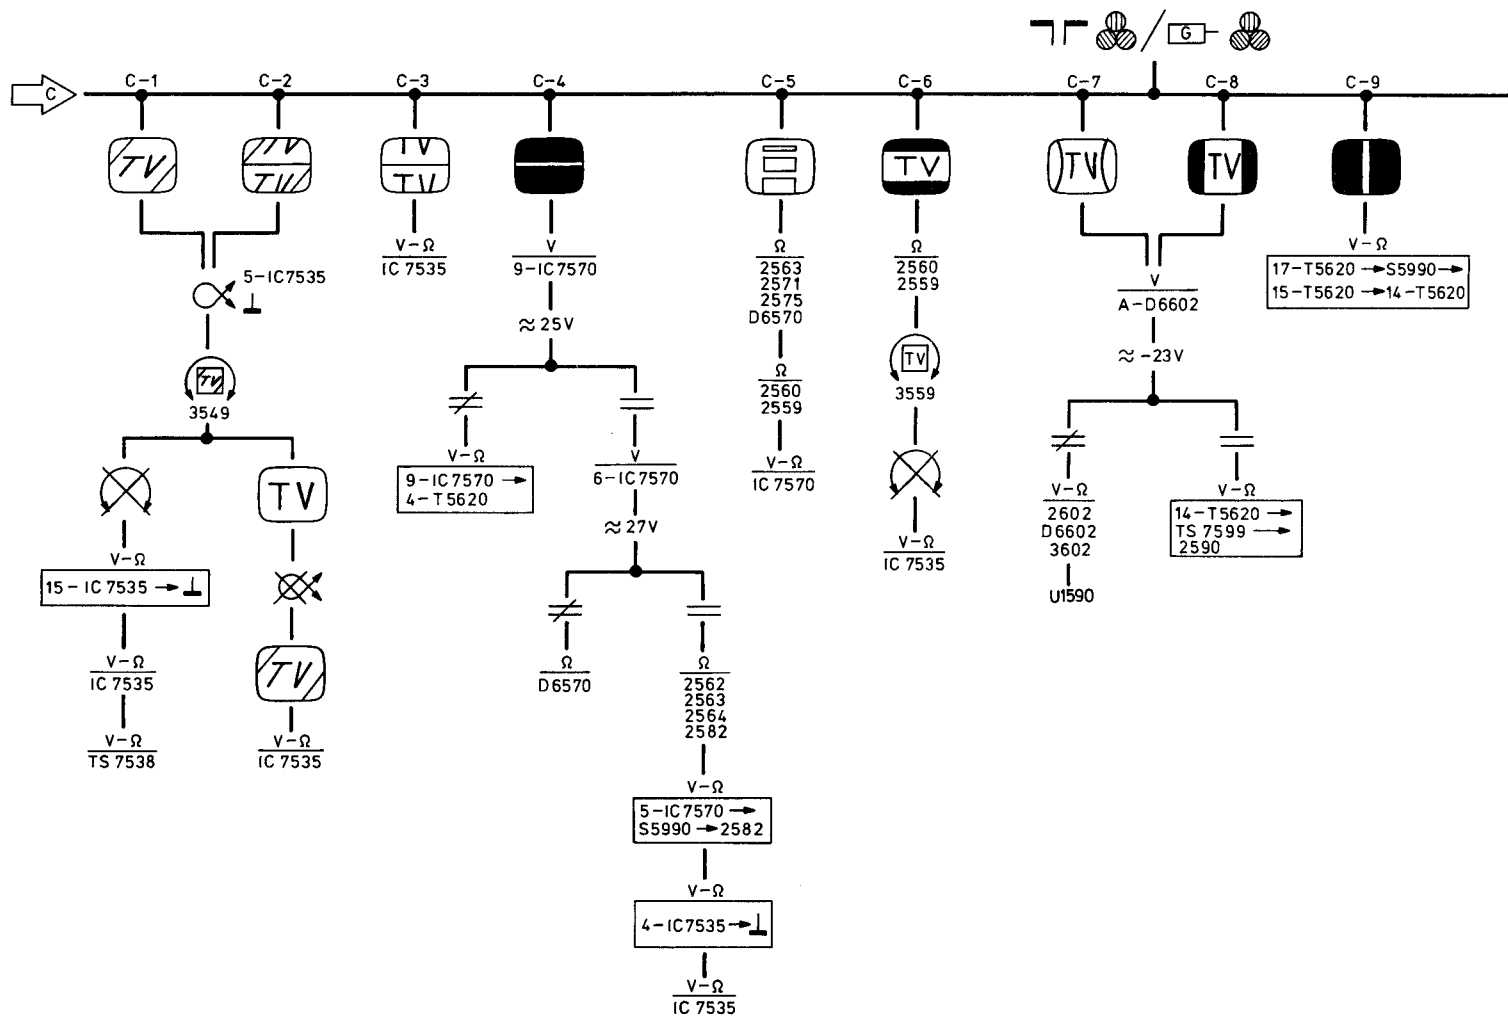 G
C
C-1
C-2
C-3
C-4
C-5
C-6
C-7
C-8
C-9
TV
TV
TV
TV
TV
TV
TV
TV
5-IC7535
TV
3549
15-IC7535 → ⊥
V-Ω
IC 7535
V-Ω
TS 7538
V-Ω
TV
TV
V-Ω
IC 7535
V-Ω
IC 7535
V
9-IC7570
≈ 25V
V-Ω
9-IC7570 →
4-T5620
V
6-IC7570
≈ 27V
Ω
D6570
Ω
2562
2563
2564
2582
V-Ω
5-IC7570 →
S5990 → 2582
V-Ω
4-IC7535 → ⊥
V-Ω
IC 7535
Ω
2563
2571
2575
D6570
Ω
2560
2559
V-Ω
IC 7570
Ω
2560
2559
TV
3559
V-Ω
IC 7535
V
A-D6602
≈ -23V
V-Ω
2602
D6602
3602
U1590
V-Ω
14-T5620 →
TS 7599 →
2590
V-Ω
17-T5620 → S5990 →
15-T5620 → 14-T5620